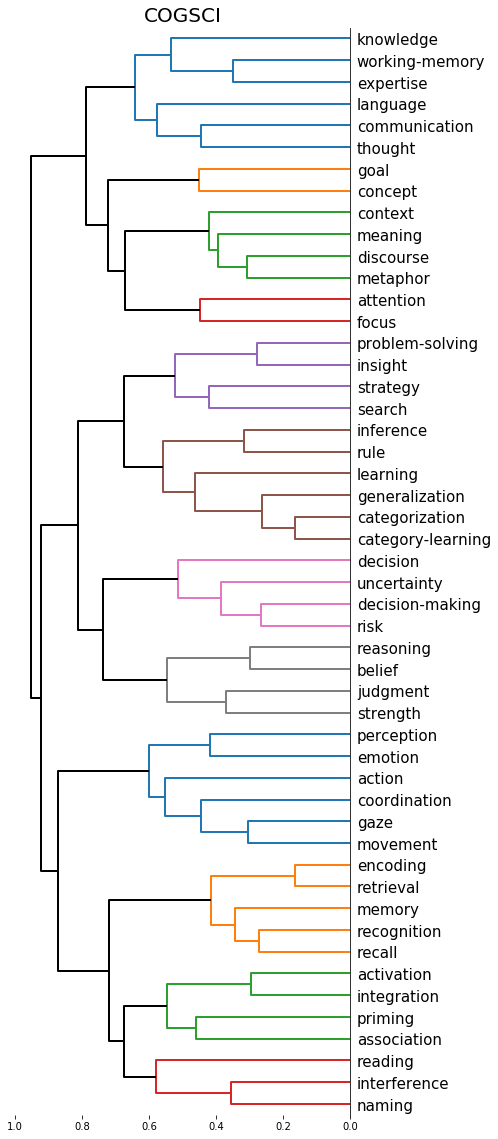 COGSCI
knowledge
working-memory
expertise
language
communication
thought
goal
concept
context
meaning
discourse
metaphor
attention
focus
problem-solving
insight
strategy
search
inference
rule
learning
generalization
categorization
category-learning
decision
uncertainty
decision-making
risk
reasoning
belief
judgment
strength
perception
emotion
action
coordination
gaze
movement
encoding
retrieval
memory
recognition
recall
activation
integration
priming
association
reading
interference
naming
1.0 0.8 0.6 0.4 0.2 0.0